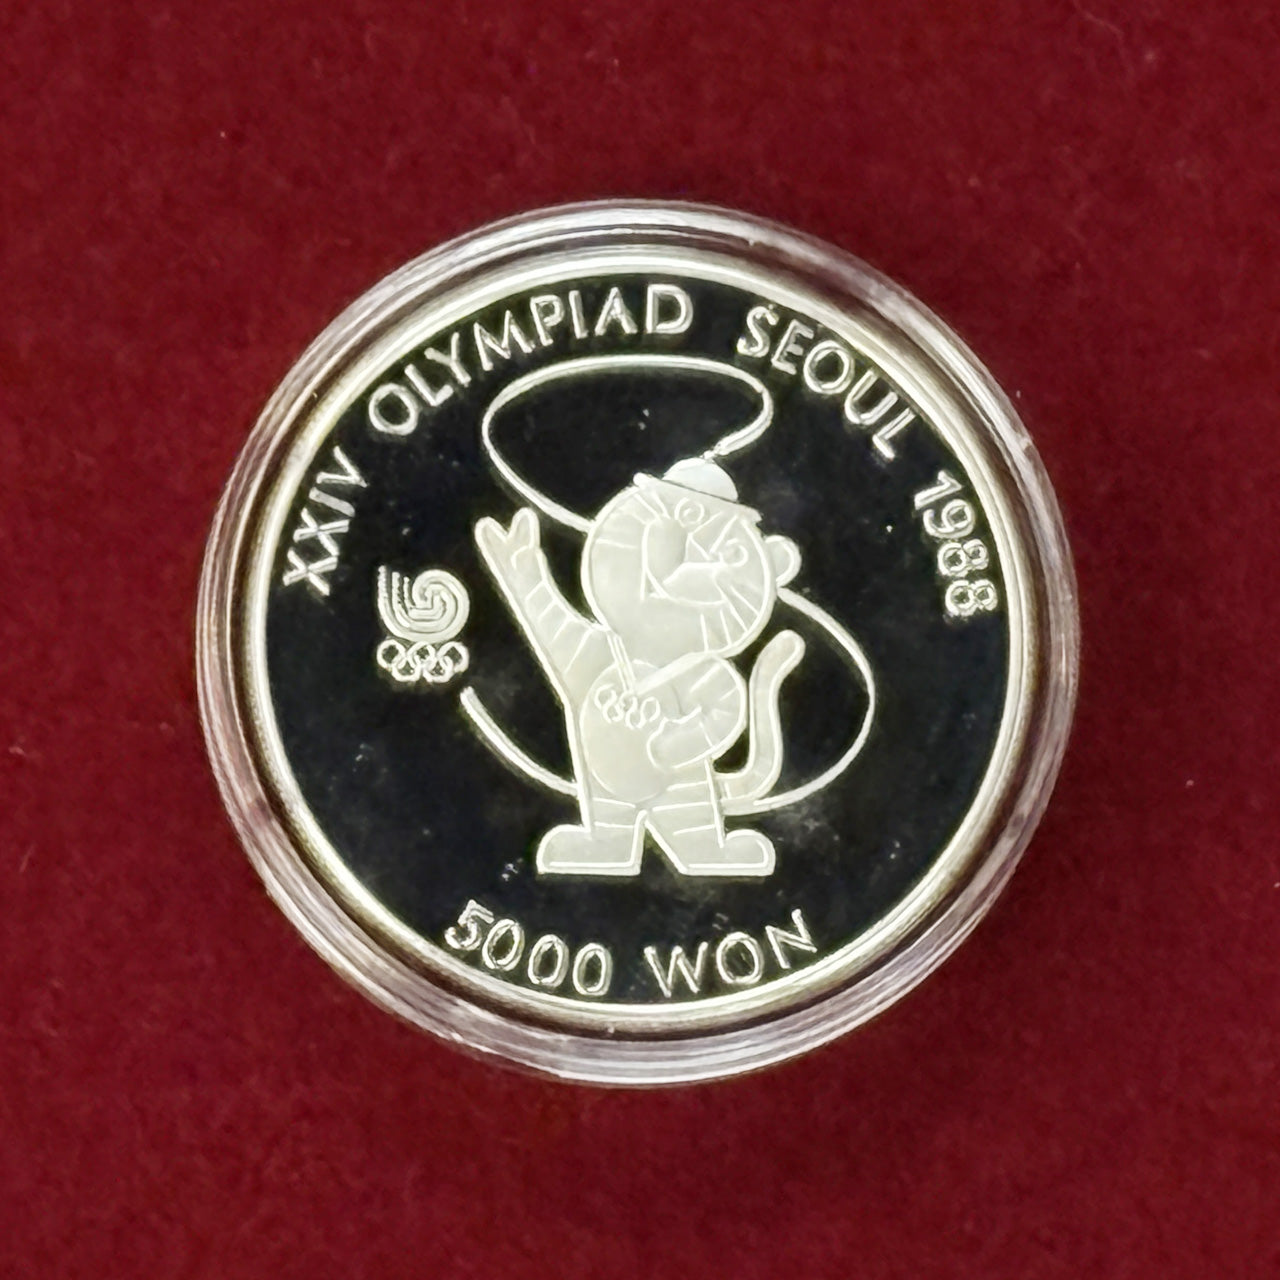 XXIV OLYMPIAD SEOUL 1988
5000 WON